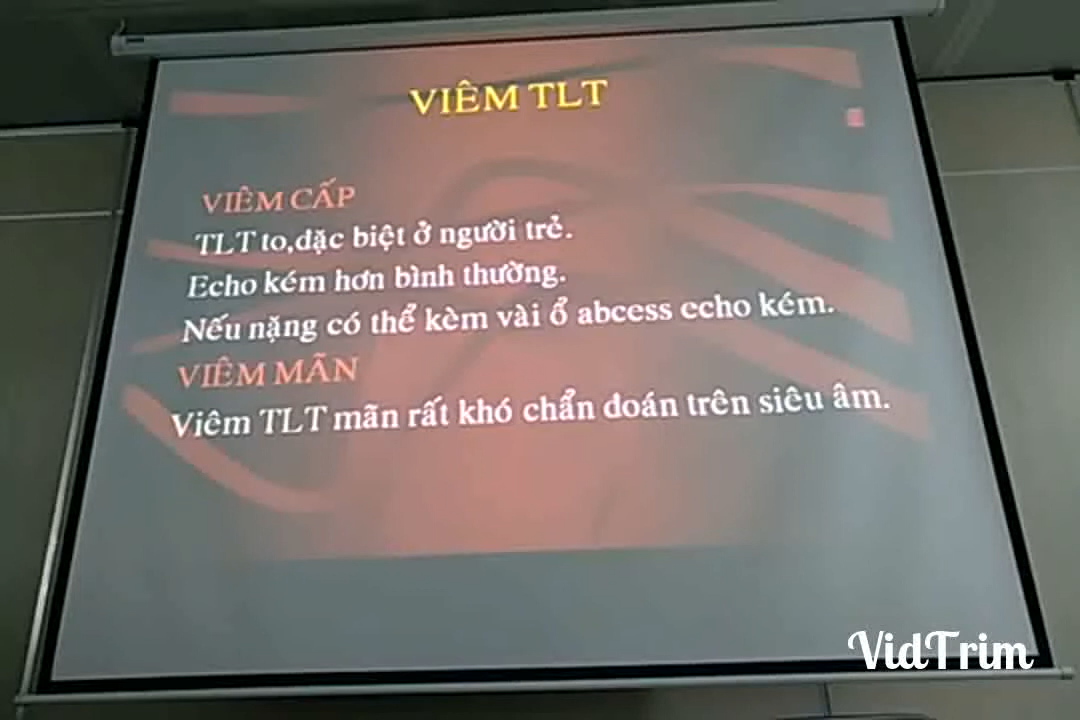 VIÊM TLT
VIÊM CẤP
TLT to,đặc biệt ở người trẻ.
Echo kém hơn bình thường.
Nếu nặng có thể kèm vài ổ abcess echo kém.
VIÊM MÃN
Viêm TLT mãn rất khó chẩn đoán trên siêu âm.
VidTrim